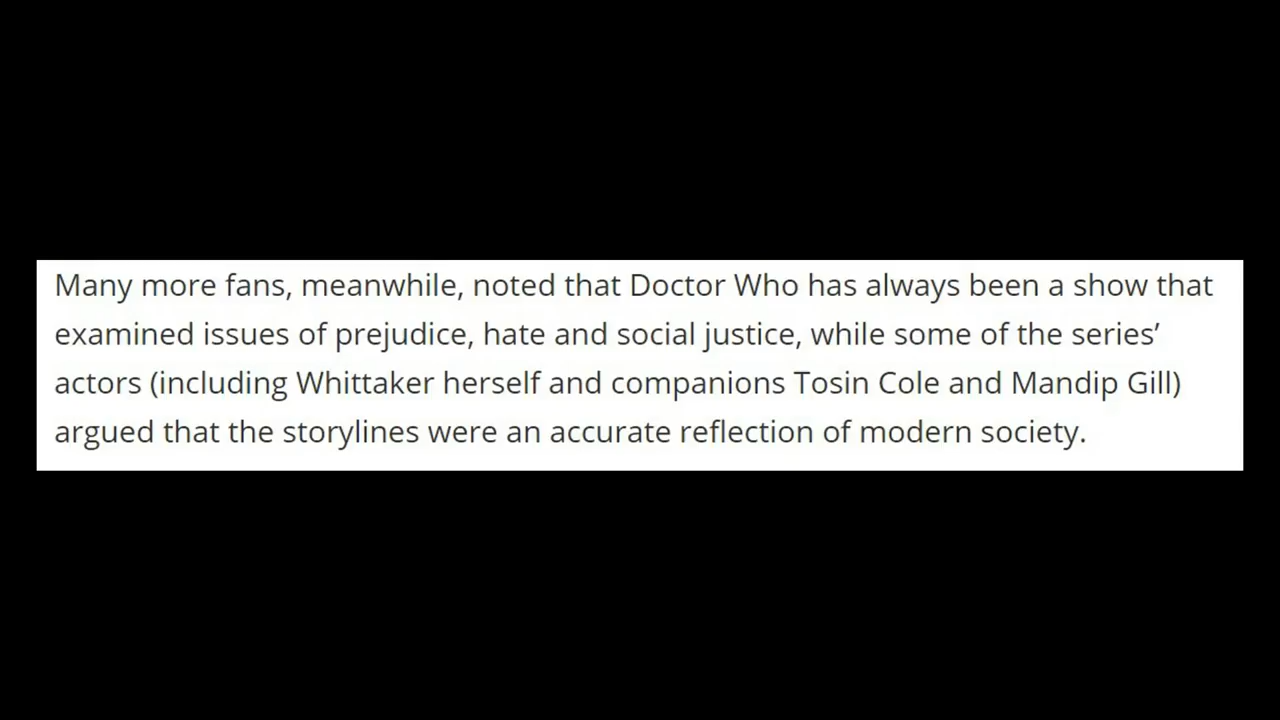 Many more fans, meanwhile, noted that Doctor Who has always been a show that
examined issues of prejudice, hate and social justice, while some of the series’
actors (including Whittaker herself and companions Tosin Cole and Mandip Gill)
argued that the storylines were an accurate reflection of modern society.